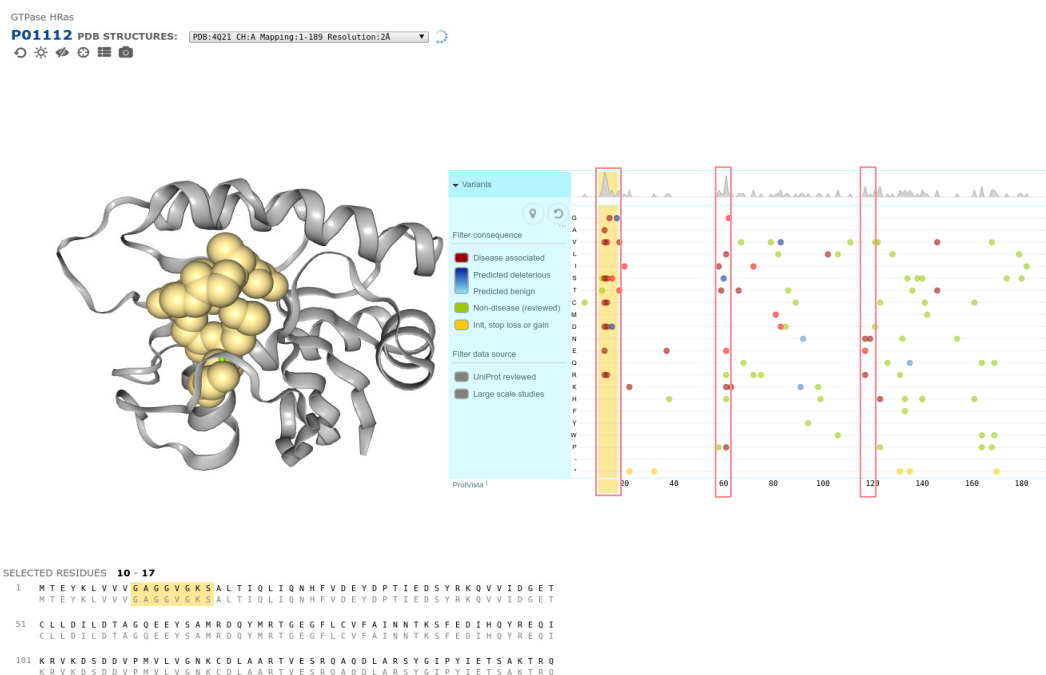 GTPase HRas
P01112 PDB STRUCTURES: PDB:4Q21 CH:A Mapping:1-189 Resolution:2Å
Variants
Filter consequence
Disease associated
Predicted deleterious
Predicted benign
Non-disease (reviewed)
Init, stop loss or gain
Filter data source
UniProt reviewed
Large scale studies
G
A
V
L
I
S
T
C
M
D
N
E
Q
R
K
H
F
Y
W
P
-
*
ProtVista
20 40 60 80 100 120 140 160 180
SELECTED RESIDUES 10 - 17
1 M T E Y K L V V V G A G G V G K S A L T I Q L I Q N H F V D E Y D P T I E D S Y R K Q V V I D G E T
M T E Y K L V V V G A G G V G K S A L T I Q L I Q N H F V D E Y D P T I E D S Y R K Q V V I D G E T
51 C L L D I L D T A G Q E E Y S A M R D Q Y M R T G E G F L C V F A I N N T K S F E D I H Q Y R E Q I
C L L D I L D T A G Q E E Y S A M R D Q Y M R T G E G F L C V F A I N N T K S F E D I H Q Y R E Q I
101 K R V K D S D D V P M V L V G N K C D L A A R T V E S R Q A Q D L A R S Y G I P Y I E T S A K T R Q
K R V K D S D D V P M V L V G N K C D L A A R T V E S R Q A Q D L A R S Y G I P Y I E T S A K T R Q